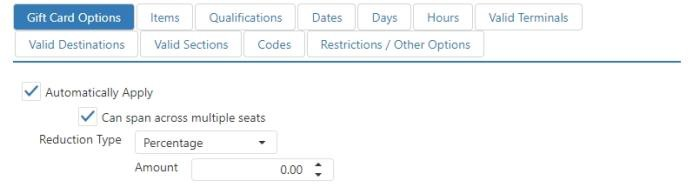 Gift Card Options Items Qualifications Dates Days Hours Valid Terminals
Valid Destinations Valid Sections Codes Restrictions / Other Options
Automatically Apply
Can span across multiple seats
Reduction Type Percentage
Amount 0.00